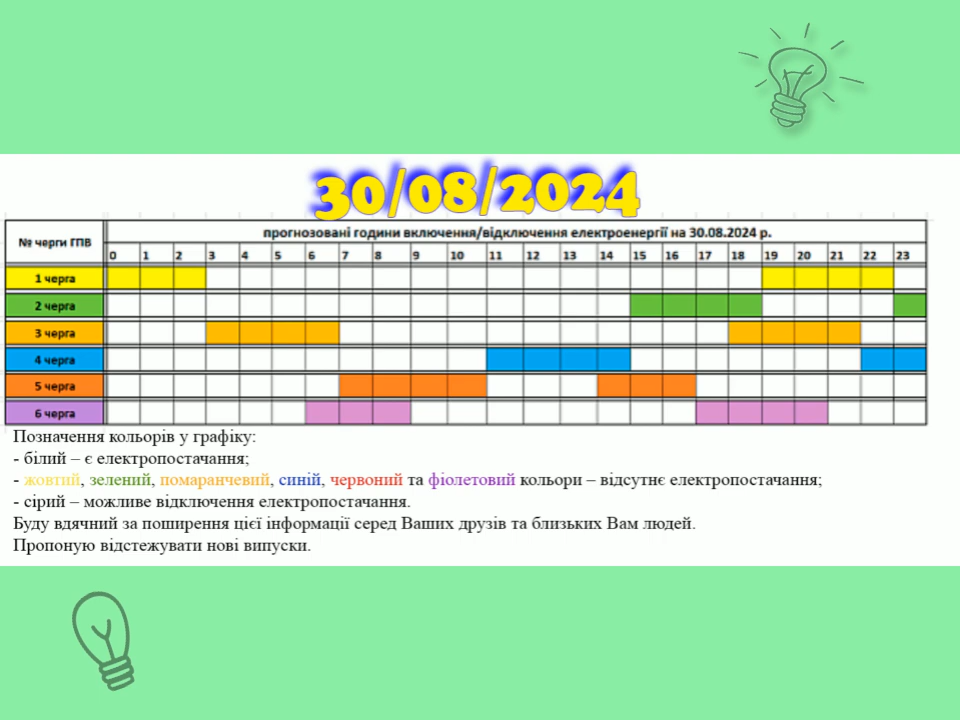 30/08/2024
№ черги ГПВ
прогнозовані години включення/відключення електроенергії на 30.08.2024 р.
0 1 2 3 4 5 6 7 8 9 10 11 12 13 14 15 16 17 18 19 20 21 22 23
1 черга
2 черга
3 черга
4 черга
5 черга
6 черга
Позначення кольорів у графіку:
- білий – є електропостачання;
- жовтий, зелений, помаранчевий, синій, червоний та фіолетовий кольори – відсутнє електропостачання;
- сірий – можливе відключення електропостачання.
Буду вдячний за поширення цієї інформації серед Ваших друзів та близьких Вам людей.
Пропоную відстежувати нові випуски.